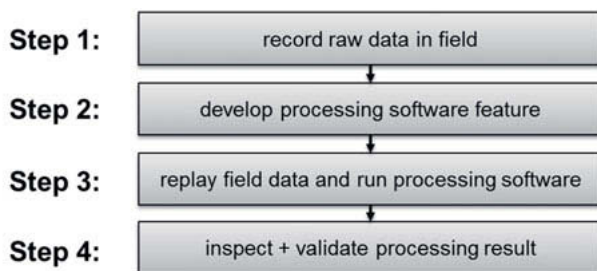 Step 1: record raw data in field
Step 2: develop processing software feature
Step 3: replay field data and run processing software
Step 4: inspect + validate processing result